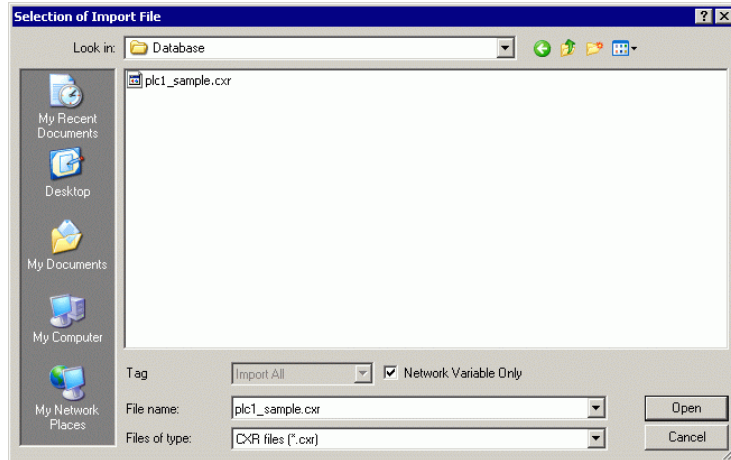 Selection of Import File
Look in: Database
plc1_sample.cxr
My Recent
Documents
Desktop
My Documents
My Computer
My Network
Places
Tag Import All Network Variable Only
File name: plc1_sample.cxr Open
Files of type: CXR files (*.cxr) Cancel